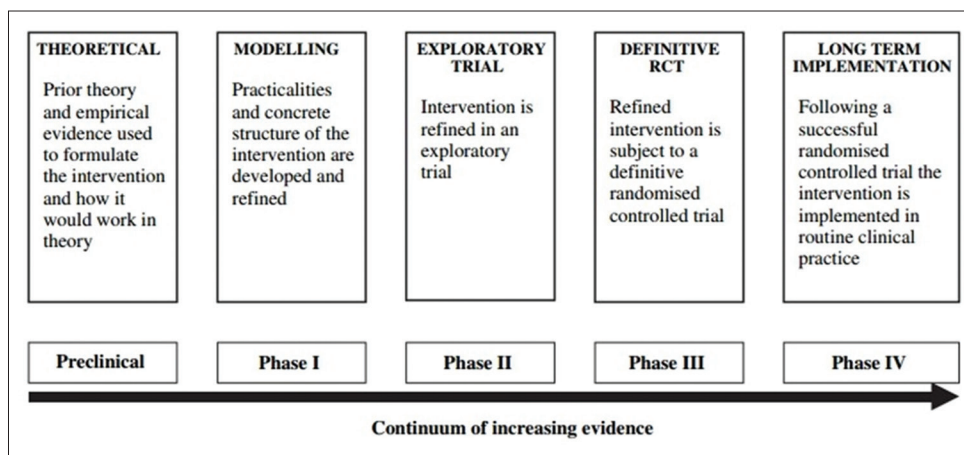 THEORETICAL
Prior theory
and empirical
evidence used
to formulate
the intervention
and how it
would work in
theory
MODELLING
Practicalities
and concrete
structure of the
intervention are
developed and
refined
EXPLORATORY
TRIAL
Intervention is
refined in an
exploratory
trial
DEFINITIVE
RCT
Refined
intervention is
subject to a
definitive
randomised
controlled trial
LONG TERM
IMPLEMENTATION
Following a
successful
randomised
controlled trial the
intervention is
implemented in
routine clinical
practice
Preclinical
Phase I
Phase II
Phase III
Phase IV
Continuum of increasing evidence